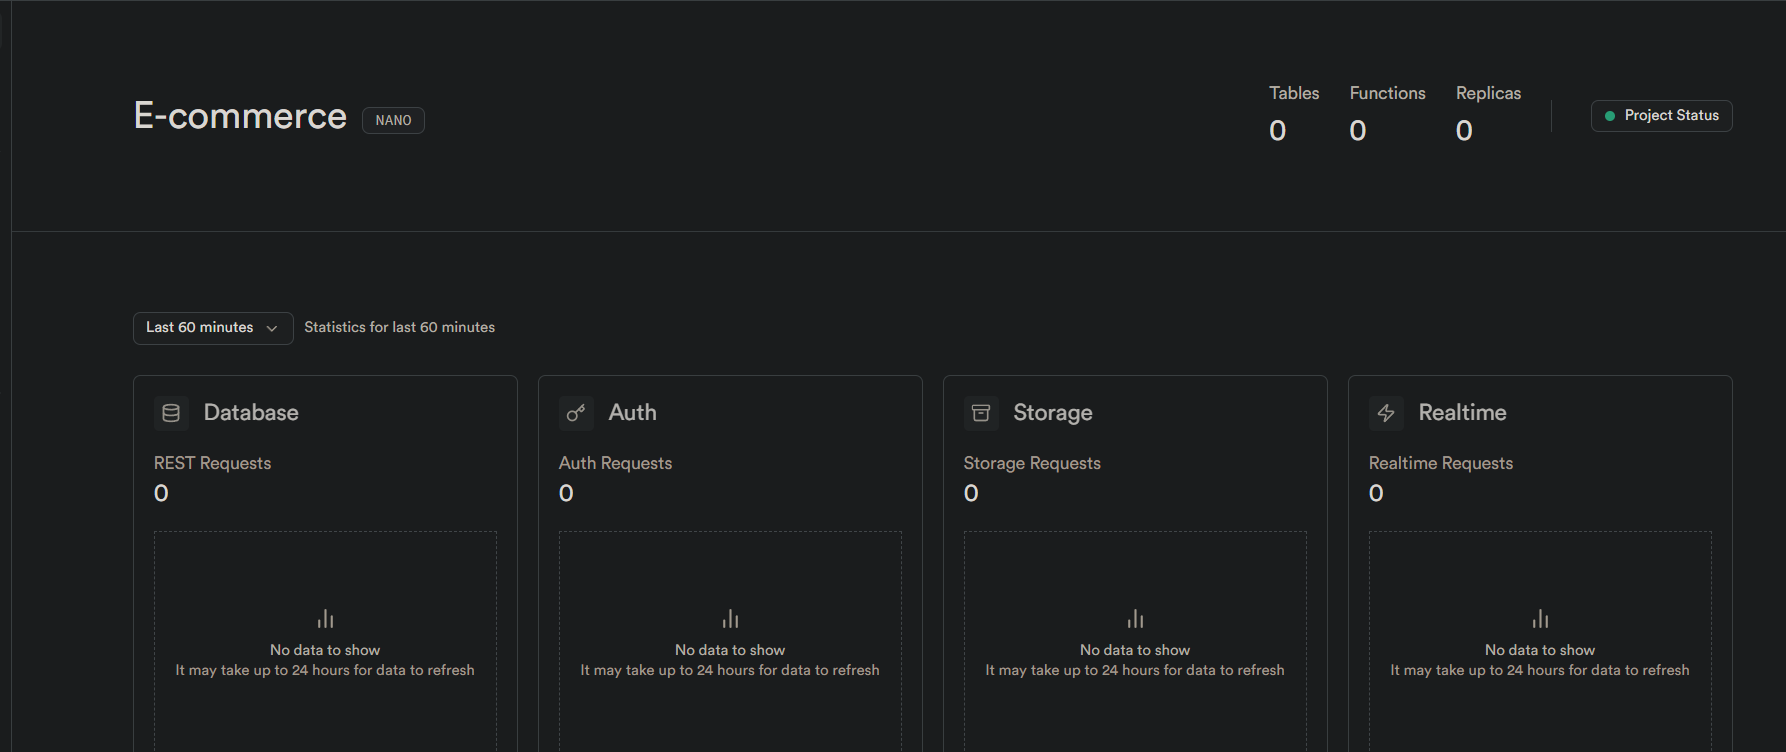 E-commerce NANO
Tables Functions Replicas
0 0 0
Project Status
Last 60 minutes Statistics for last 60 minutes
Database
REST Requests
0
No data to show
It may take up to 24 hours for data to refresh
Auth
Auth Requests
0
No data to show
It may take up to 24 hours for data to refresh
Storage
Storage Requests
0
No data to show
It may take up to 24 hours for data to refresh
Realtime
Realtime Requests
0
No data to show
It may take up to 24 hours for data to refresh